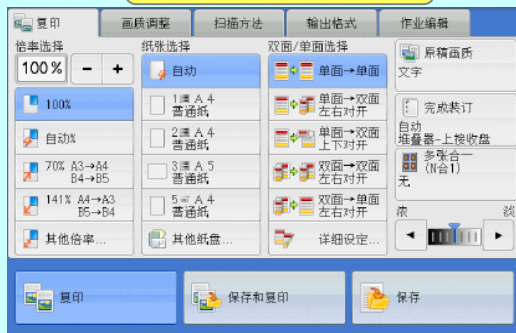 复印
画质调整
扫描方法
输出格式
作业编辑
倍率选择
100%
-
+
100%
自动%
70% A3→A4
B4→B5
141% A4→A3
B5→B4
其他倍率...
纸张选择
自动
1 A 4
普通纸
2 A 4
普通纸
3 A 5
普通纸
5 A 4
普通纸
其他纸盘...
双面/单面选择
单面→单面
单面→双面
左右对开
单面→双面
上下对开
双面→双面
左右对开
双面→单面
左右对开
详细设定...
原稿画质
文字
完成装订
自动
堆叠器-上接收盘
多张合一
(N合1)
无
浓
淡
复印
保存和复印
保存